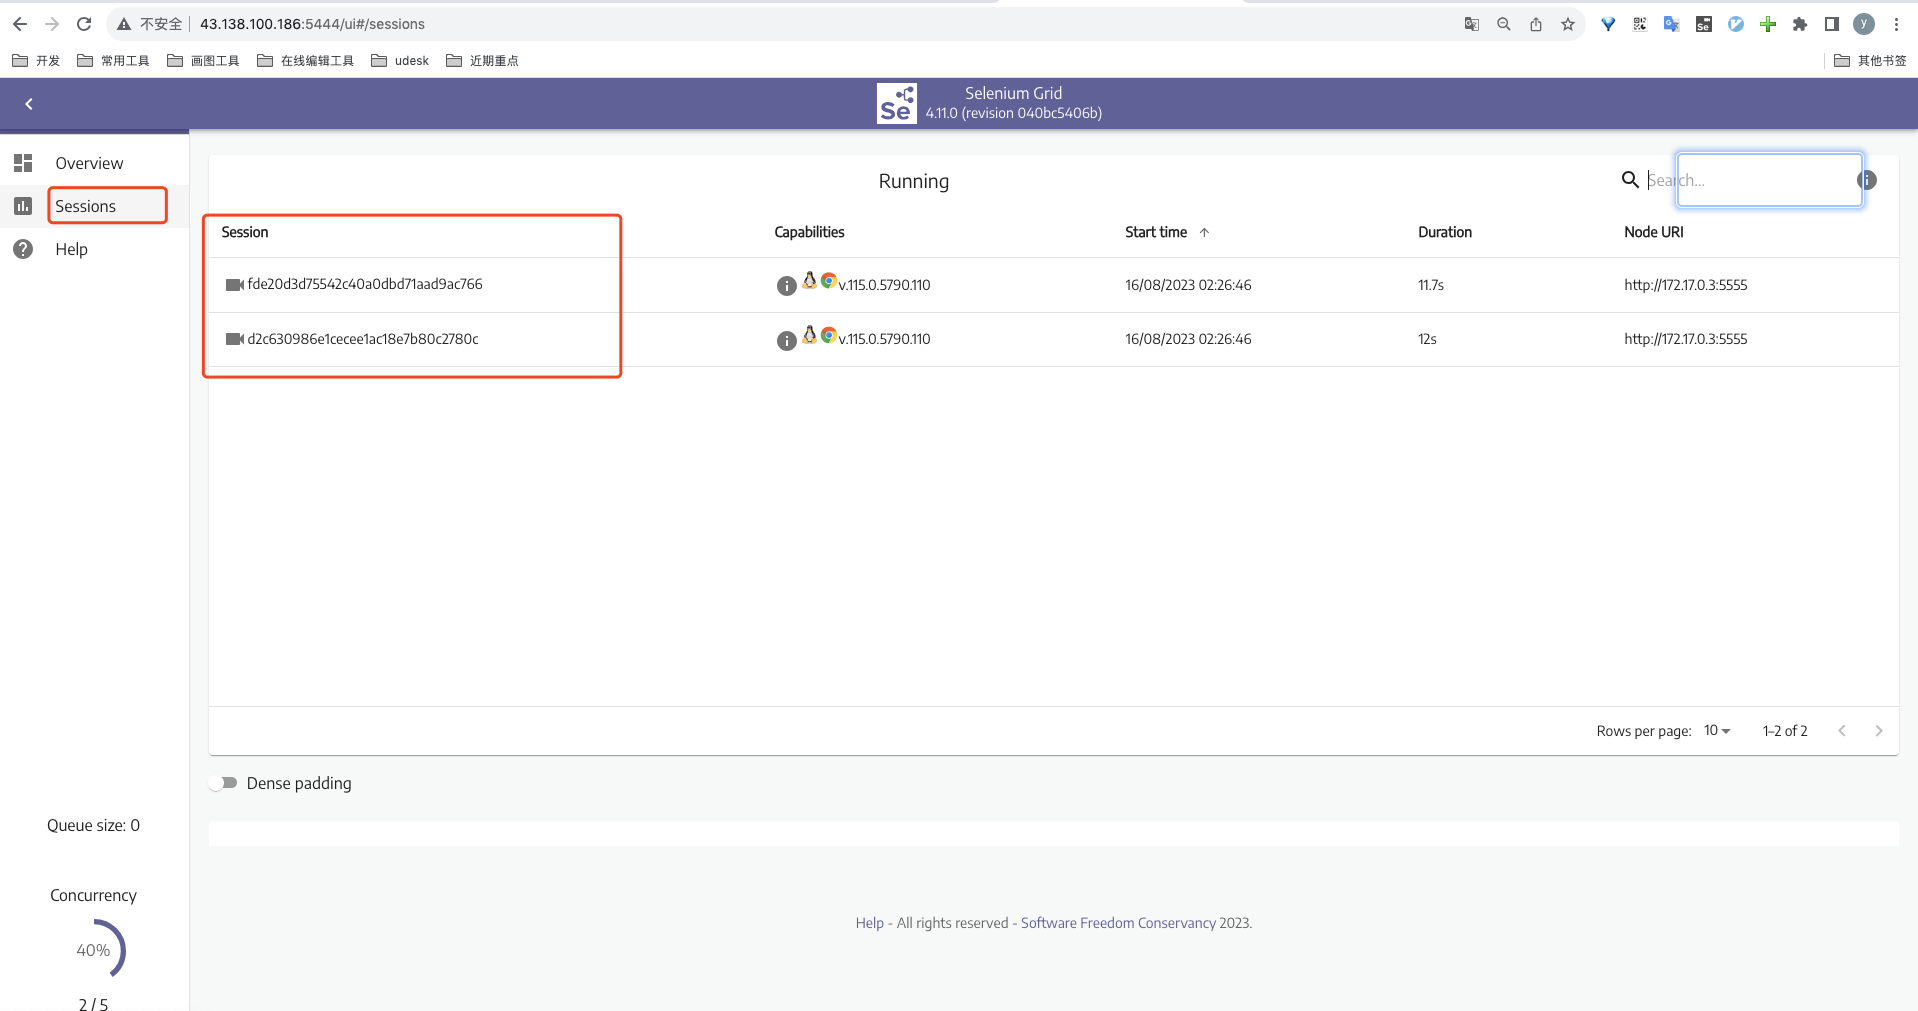 不安全 43.138.100.186:5444/ui#/sessions
开发 常用工具 画图工具 在线编辑工具 udesk 近期重点 其他书签
Se Selenium Grid
4.11.0 (revision 040bc5406b)
Overview
Sessions
Help
Running
Search...
Session Capabilities Start time Duration Node URI
fde20d3d75542c40a0dbd71aad9ac766 v.115.0.5790.110 16/08/2023 02:26:46 11.7s http://172.17.0.3:5555
d2c630986e1cecee1ac18e7b80c2780c v.115.0.5790.110 16/08/2023 02:26:46 12s http://172.17.0.3:5555
Rows per page: 10 1–2 of 2
Dense padding
Queue size: 0
Concurrency
40%
2 / 5
Help - All rights reserved - Software Freedom Conservancy 2023.